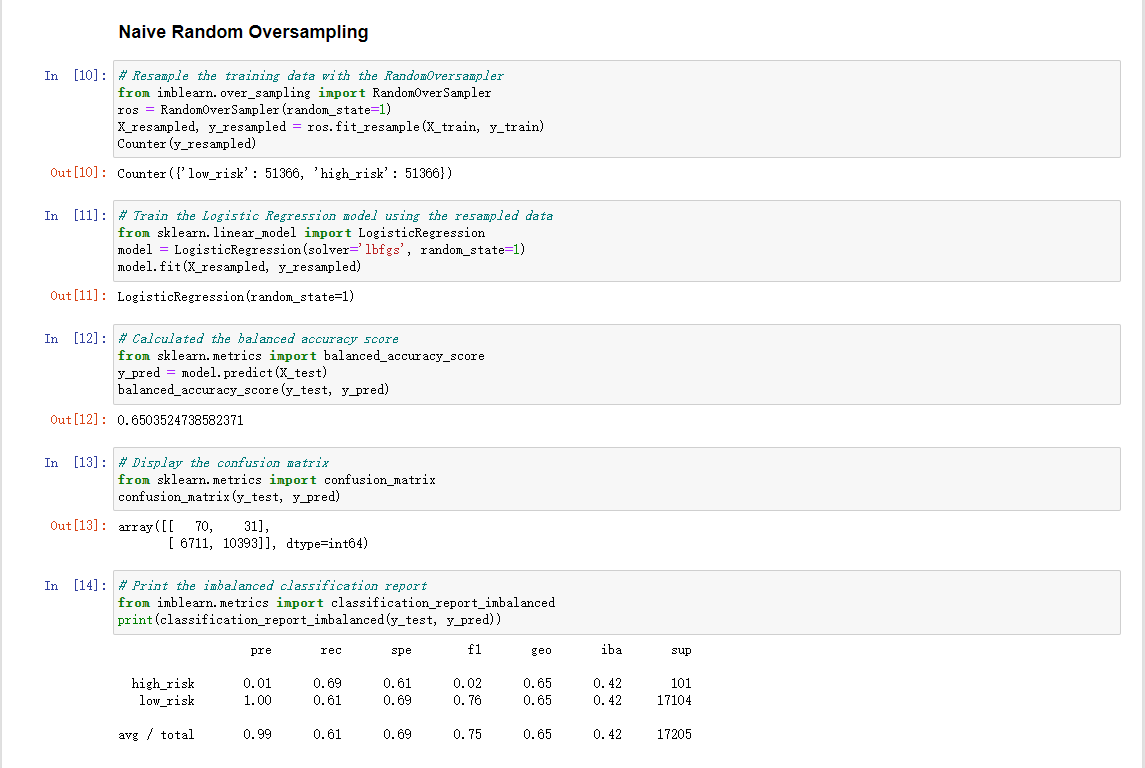 Naive Random Oversampling
In [10]: # Resample the training data with the RandomOversampler
from imblearn.over_sampling import RandomOverSampler
ros = RandomOverSampler(random_state=1)
X_resampled, y_resampled = ros.fit_resample(X_train, y_train)
Counter(y_resampled)
Out[10]: Counter({'low_risk': 51366, 'high_risk': 51366})
In [11]: # Train the Logistic Regression model using the resampled data
from sklearn.linear_model import LogisticRegression
model = LogisticRegression(solver='lbfgs', random_state=1)
model.fit(X_resampled, y_resampled)
Out[11]: LogisticRegression(random_state=1)
In [12]: # Calculated the balanced accuracy score
from sklearn.metrics import balanced_accuracy_score
y_pred = model.predict(X_test)
balanced_accuracy_score(y_test, y_pred)
Out[12]: 0.6503524738582371
In [13]: # Display the confusion matrix
from sklearn.metrics import confusion_matrix
confusion_matrix(y_test, y_pred)
Out[13]: array([[ 70, 31],
[ 6711, 10393]], dtype=int64)
In [14]: # Print the imbalanced classification report
from imblearn.metrics import classification_report_imbalanced
print(classification_report_imbalanced(y_test, y_pred))
pre rec spe f1 geo iba sup
high_risk 0.01 0.69 0.61 0.02 0.65 0.42 101
low_risk 1.00 0.61 0.69 0.76 0.65 0.42 17104
avg / total 0.99 0.61 0.69 0.75 0.65 0.42 17205